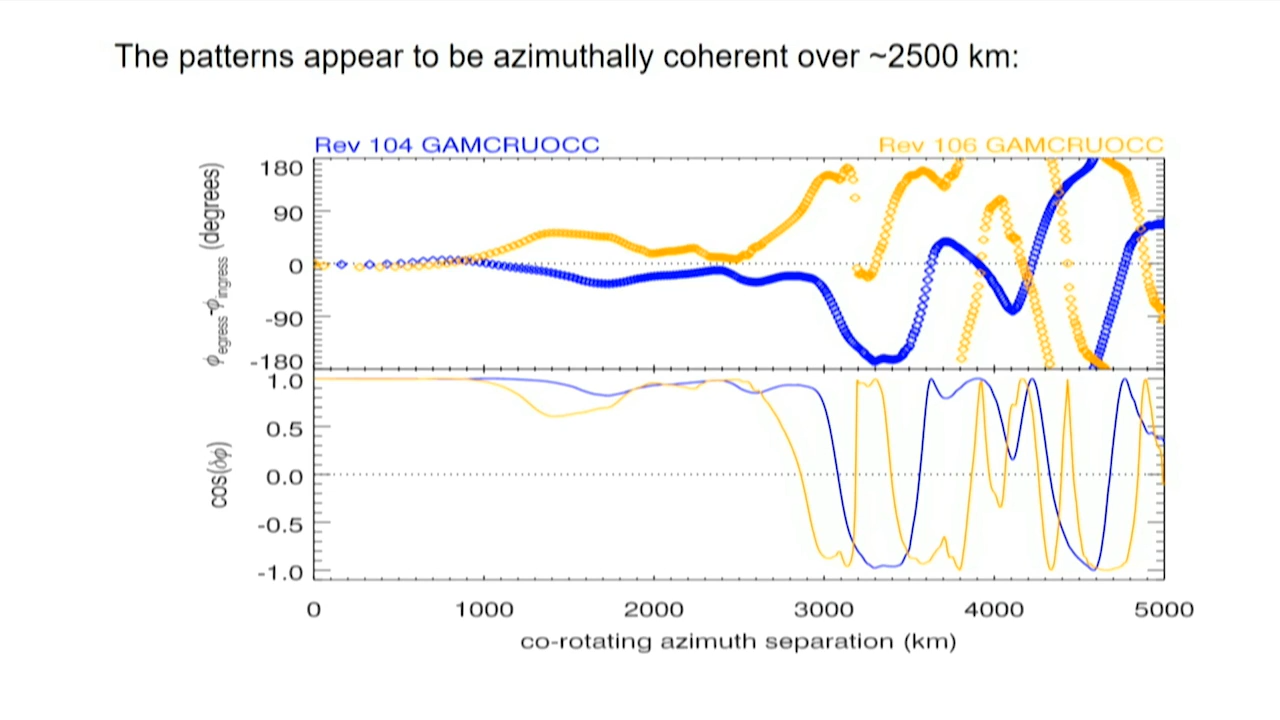 The patterns appear to be azimuthally coherent over ~2500 km:
Rev 104 GAMCRUOCC
Rev 106 GAMCRUOCC
ϕegress -ϕingress (degrees)
180
90
0
-90
-180
cos(δφ)
1.0
0.5
0.0
-0.5
-1.0
0 1000 2000 3000 4000 5000
co-rotating azimuth separation (km)